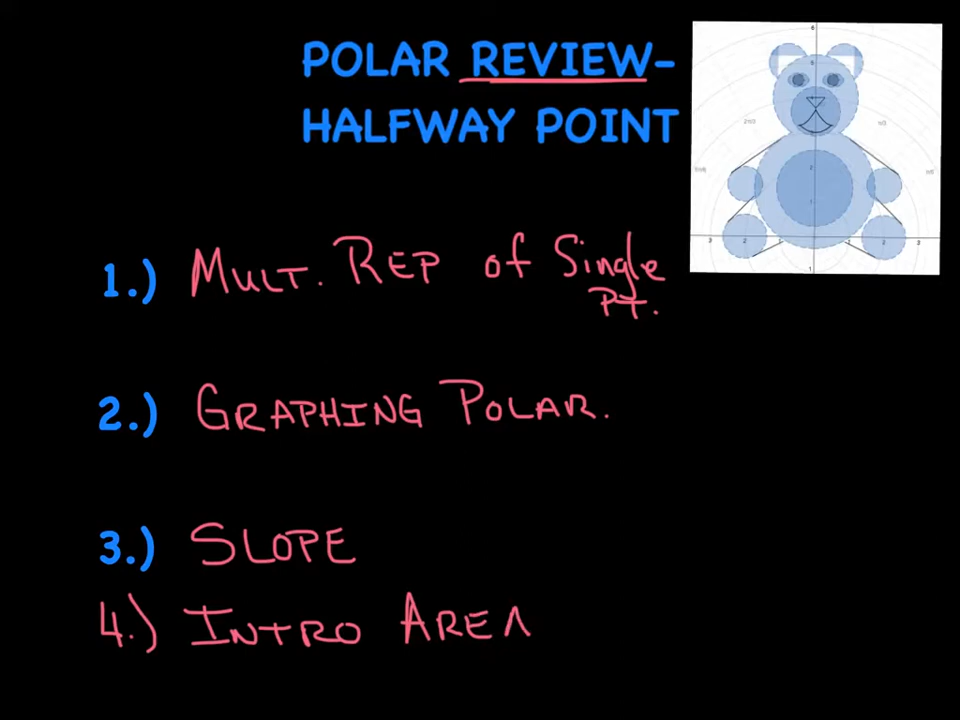 POLAR REVIEW-
HALFWAY POINT
1.) MULT. REP of Single
PT.
2.) GRAPHING POLAR.
3.) SLOPE
4.) INTRO AREA